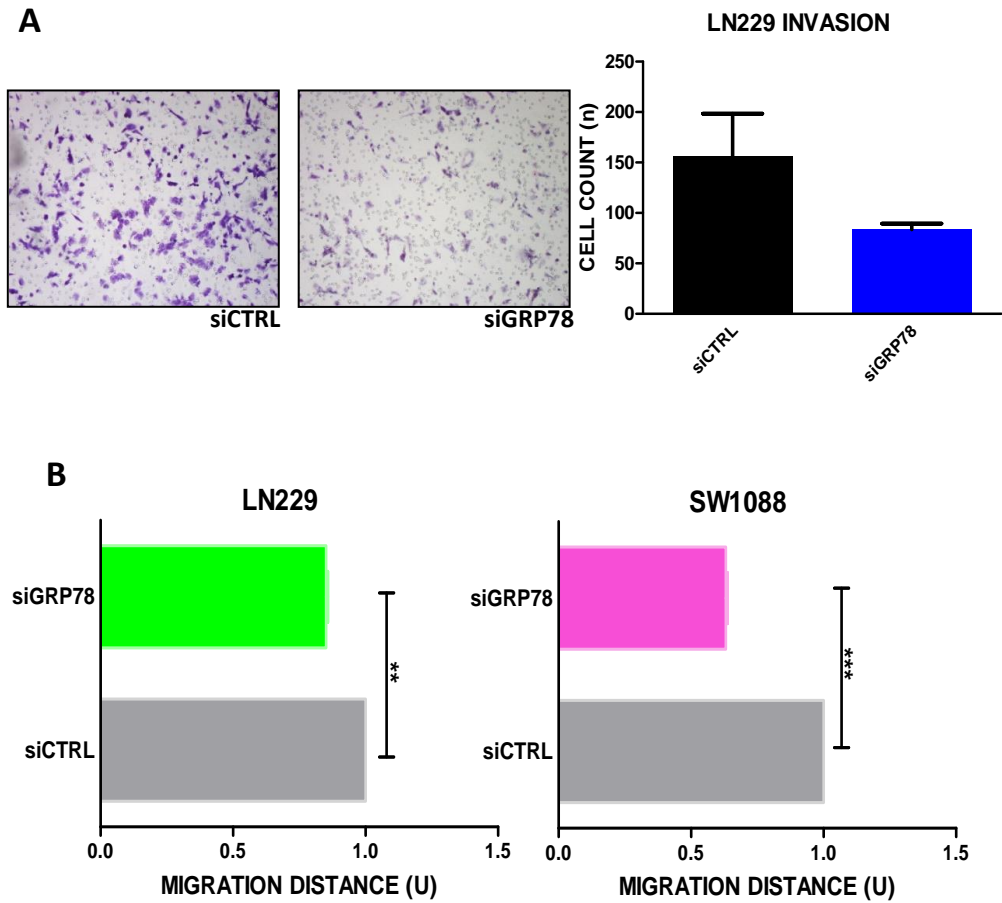 A
LN229 INVASION
250
200
150
100
50
0
CELL COUNT (n)
siCTRL
siGRP78
siCTRL
siGRP78
B
LN229
siGRP78
siCTRL
**
0.0 0.5 1.0 1.5
MIGRATION DISTANCE (U)
SW1088
siGRP78
siCTRL
***
0.0 0.5 1.0 1.5
MIGRATION DISTANCE (U)